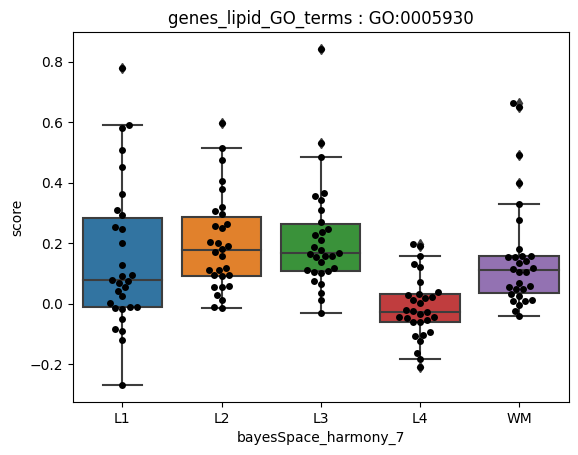 genes_lipid_GO_terms : GO:0005930
score
0.8
0.6
0.4
0.2
0.0
−0.2
L1 L2 L3 L4 WM
bayesSpace_harmony_7